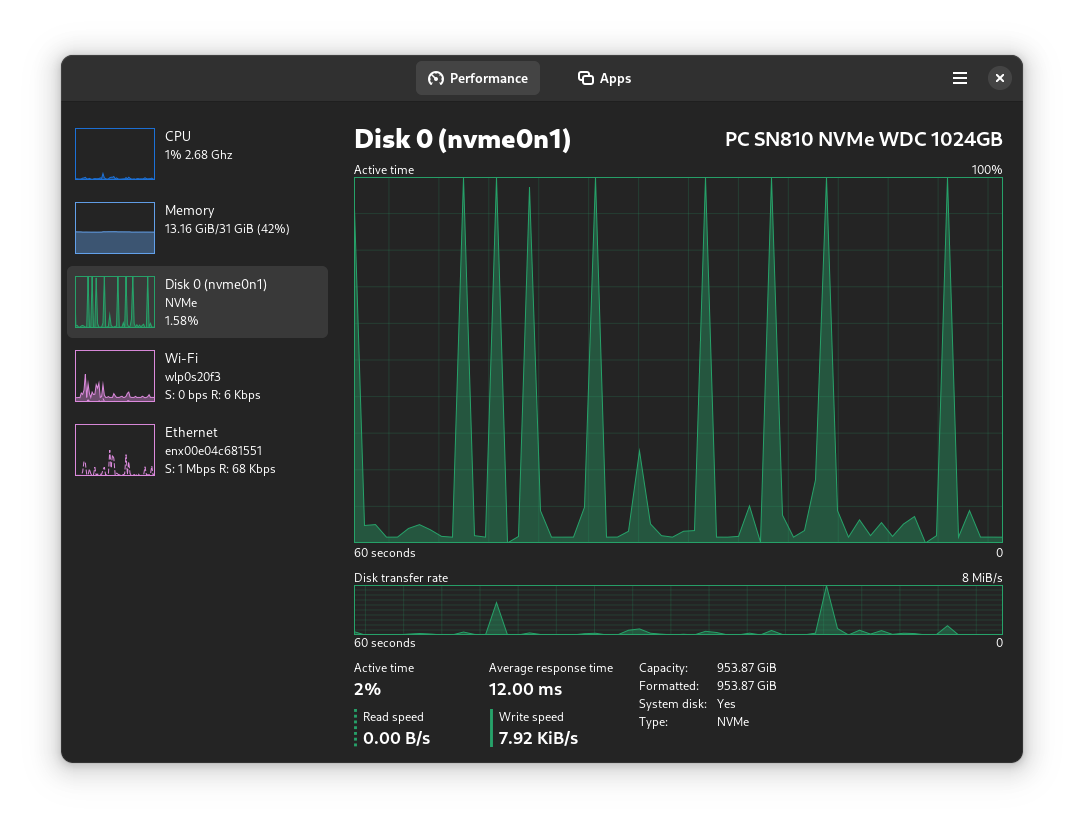 Performance
Apps
CPU
1% 2.68 Ghz
Memory
13.16 GiB/31 GiB (42%)
Disk 0 (nvme0n1)
NVMe
1.58%
Wi-Fi
wlp0s20f3
S: 0 bps R: 6 Kbps
Ethernet
enx00e04c681551
S: 1 Mbps R: 68 Kbps
Disk 0 (nvme0n1)
PC SN810 NVMe WDC 1024GB
Active time
100%
60 seconds
0
Disk transfer rate
8 MiB/s
60 seconds
0
Active time
2%
Average response time
12.00 ms
Read speed
0.00 B/s
Write speed
7.92 KiB/s
Capacity: 953.87 GiB
Formatted: 953.87 GiB
System disk: Yes
Type: NVMe